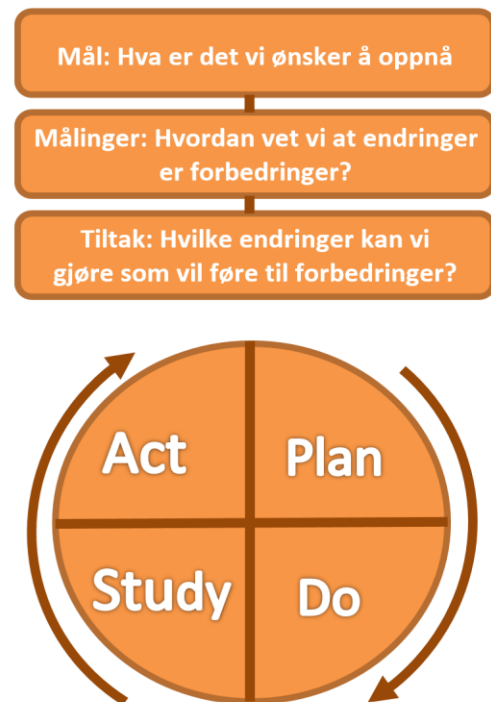 Mål: Hva er det vi ønsker å oppnå
Målinger: Hvordan vet vi at endringer
er forbedringer?
Tiltak: Hvilke endringer kan vi
gjøre som vil føre til forbedringer?
Act
Plan
Study
Do